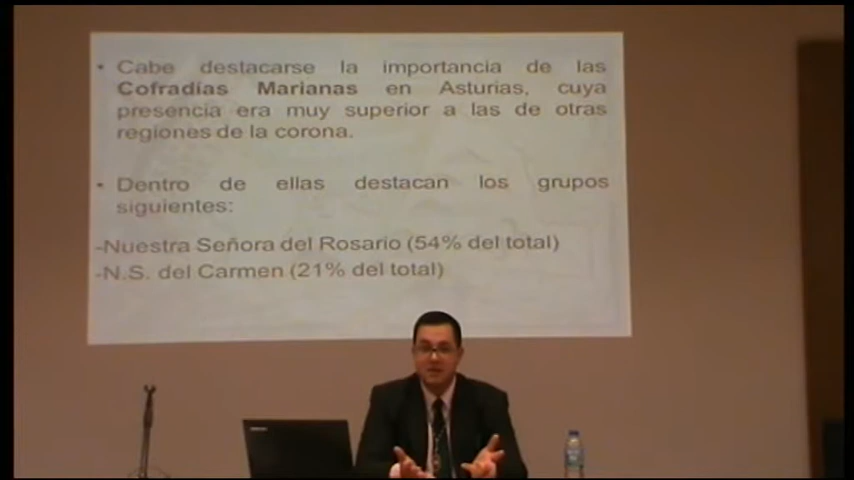 • Cabe destacarse la importancia de las
Cofradías Marianas en Asturias, cuya
presencia era muy superior a las de otras
regiones de la corona.
• Dentro de ellas destacan los grupos
siguientes:
-Nuestra Señora del Rosario (54% del total)
-N.S. del Carmen (21% del total)